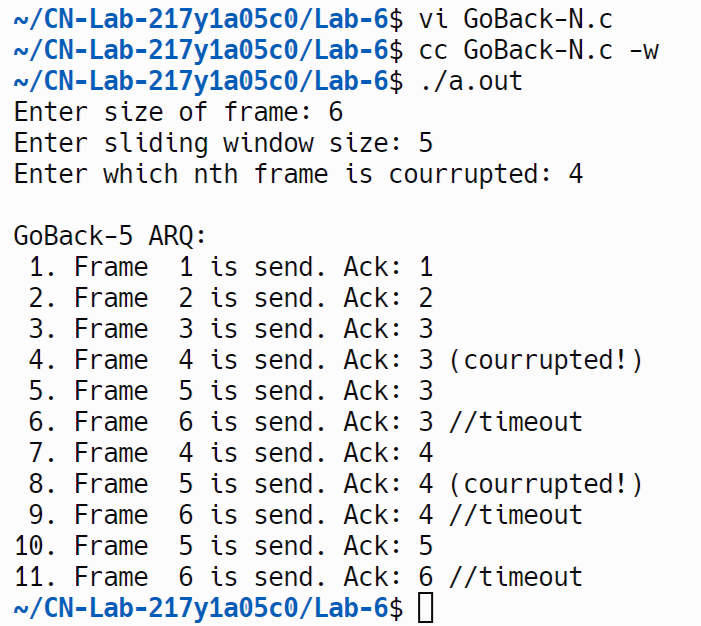 ~/CN-Lab-217y1a05c0/Lab-6$ vi GoBack-N.c
~/CN-Lab-217y1a05c0/Lab-6$ cc GoBack-N.c -w
~/CN-Lab-217y1a05c0/Lab-6$ ./a.out
Enter size of frame: 6
Enter sliding window size: 5
Enter which nth frame is courrupted: 4

GoBack-5 ARQ:
 1. Frame  1 is send. Ack: 1
 2. Frame  2 is send. Ack: 2
 3. Frame  3 is send. Ack: 3
 4. Frame  4 is send. Ack: 3 (courrupted!)
 5. Frame  5 is send. Ack: 3
 6. Frame  6 is send. Ack: 3 //timeout
 7. Frame  4 is send. Ack: 4
 8. Frame  5 is send. Ack: 4 (courrupted!)
 9. Frame  6 is send. Ack: 4 //timeout
10. Frame  5 is send. Ack: 5
11. Frame  6 is send. Ack: 6 //timeout
~/CN-Lab-217y1a05c0/Lab-6$